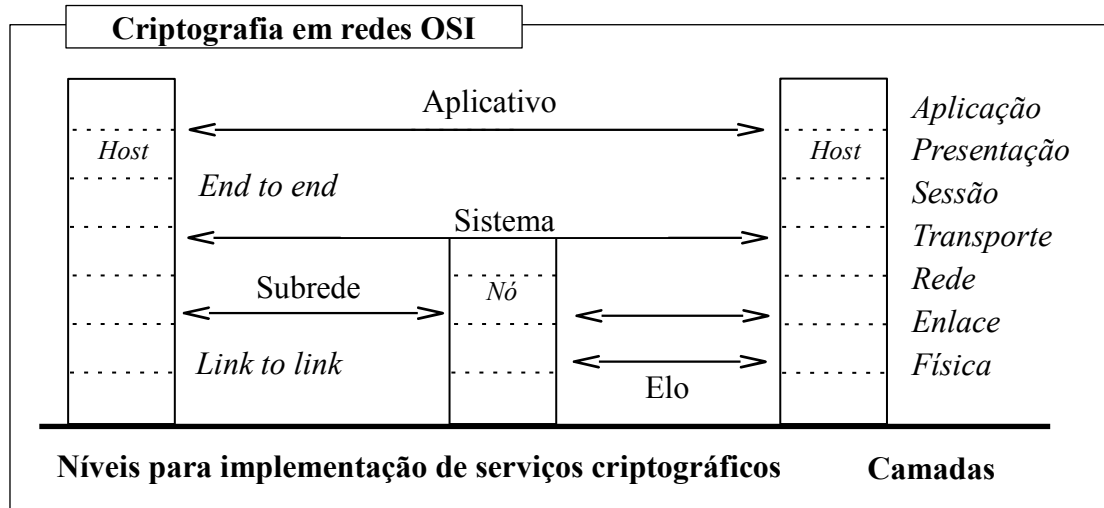 Criptografia em redes OSI
Aplicativo
Aplicação
Host
Host
Presentação
End to end
Sessão
Sistema
Transporte
Subrede
Nó
Rede
Enlace
Link to link
Física
Elo
Níveis para implementação de serviços criptográficos
Camadas